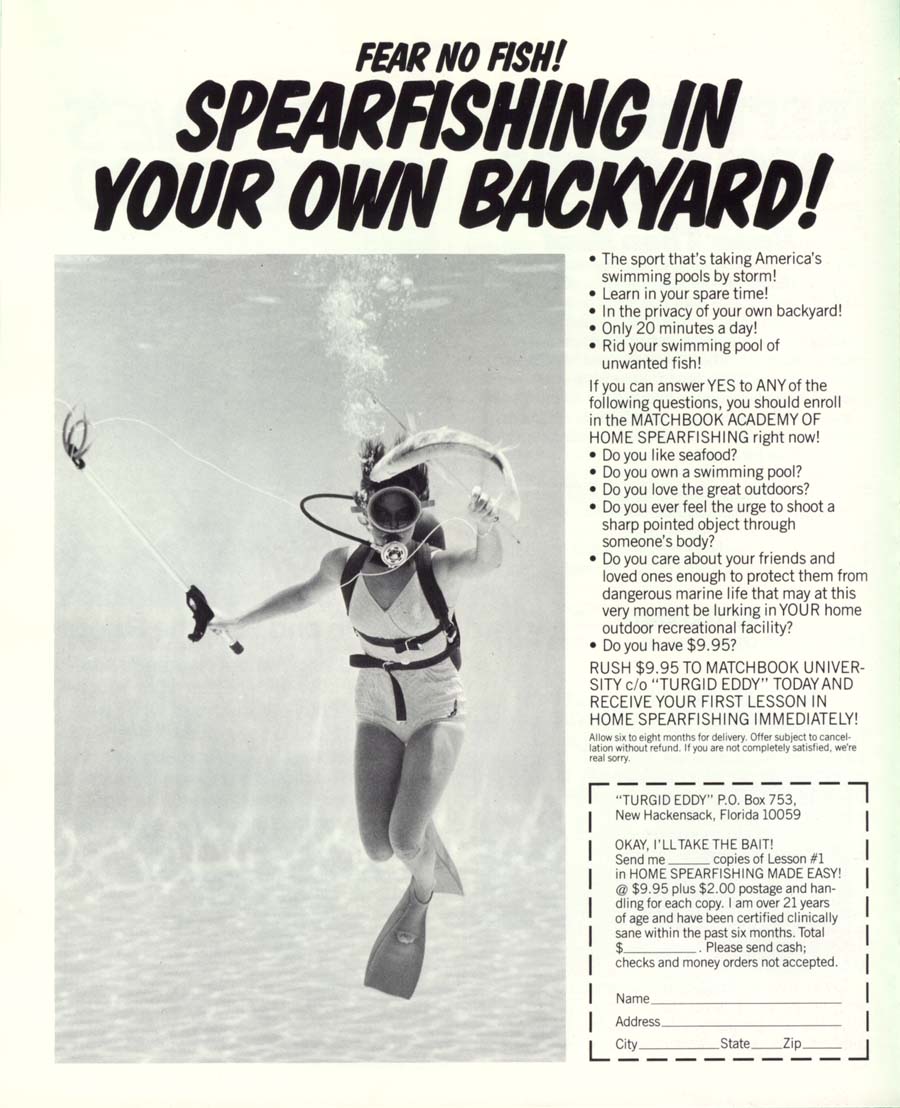 FEAR NO FISH!
SPEARFISHING IN
YOUR OWN BACKYARD!
• The sport that's taking America's
swimming pools by storm!
• Learn in your spare time!
• In the privacy of your own backyard!
• Only 20 minutes a day!
• Rid your swimming pool of
unwanted fish!
If you can answer YES to ANY of the
following questions, you should enroll
in the MATCHBOOK ACADEMY OF
HOME SPEARFISHING right now!
• Do you like seafood?
• Do you own a swimming pool?
• Do you love the great outdoors?
• Do you ever feel the urge to shoot a
sharp pointed object through
someone's body?
• Do you care about your friends and
loved ones enough to protect them from
dangerous marine life that may at this
very moment be lurking in YOUR home
outdoor recreational facility?
• Do you have $9.95?
RUSH $9.95 TO MATCHBOOK UNIVER-
SITY c/o "TURGID EDDY" TODAY AND
RECEIVE YOUR FIRST LESSON IN
HOME SPEARFISHING IMMEDIATELY!
Allow six to eight months for delivery. Offer subject to cancel-
lation without refund. If you are not completely satisfied, we're
real sorry.
"TURGID EDDY" P.O. Box 753,
New Hackensack, Florida 10059
OKAY, I'LL TAKE THE BAIT!
Send me ______ copies of Lesson #1
in HOME SPEARFISHING MADE EASY!
@ $9.95 plus $2.00 postage and han-
dling for each copy. I am over 21 years
of age and have been certified clinically
sane within the past six months. Total
$__________. Please send cash;
checks and money orders not accepted.
Name__________
Address__________
City__________State____Zip_____